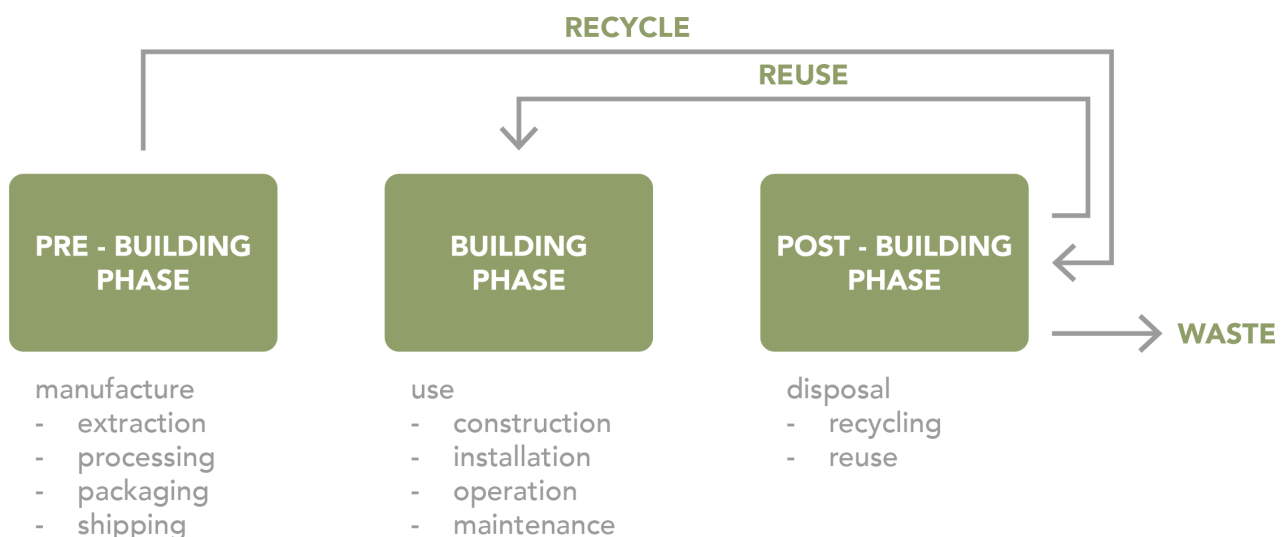 RECYCLE
REUSE
PRE - BUILDING
PHASE
BUILDING
PHASE
POST - BUILDING
PHASE
WASTE
manufacture
- extraction
- processing
- packaging
- shipping
use
- construction
- installation
- operation
- maintenance
disposal
- recycling
- reuse